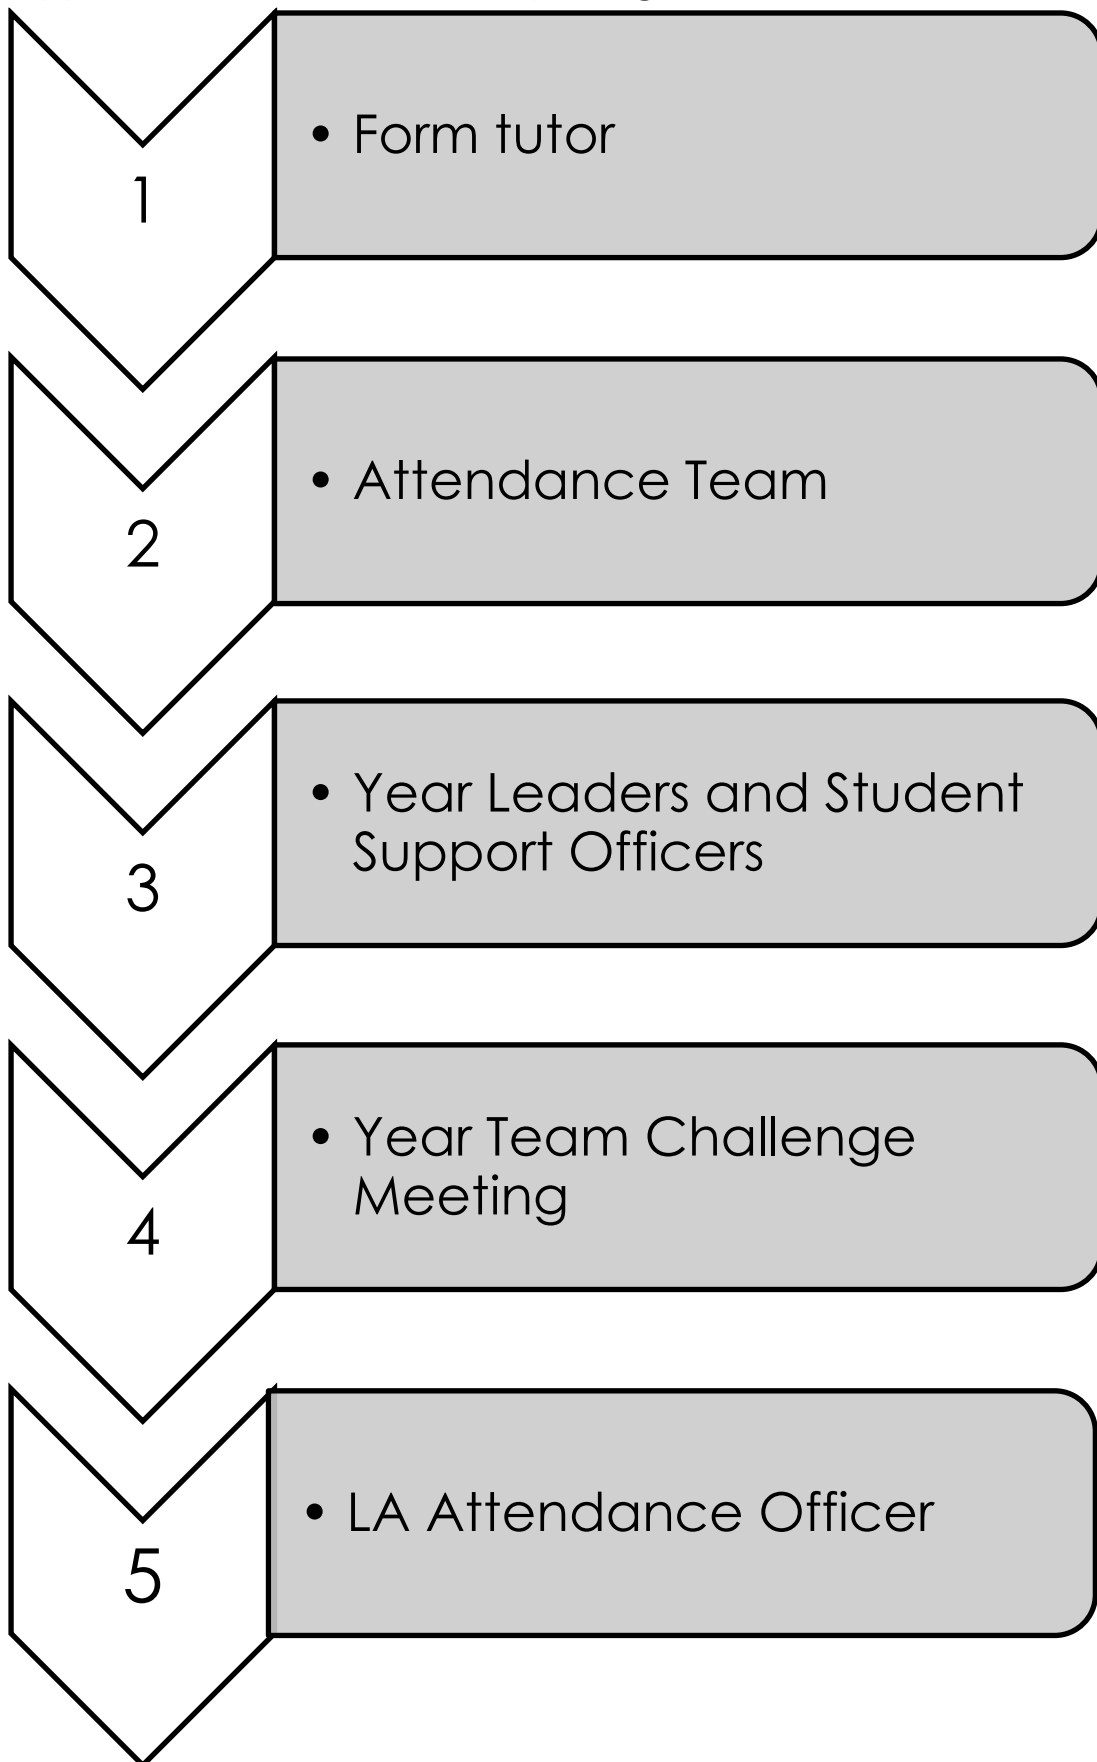 1
• Form tutor
2
• Attendance Team
3
• Year Leaders and Student
Support Officers
4
• Year Team Challenge
Meeting
5
• LA Attendance Officer